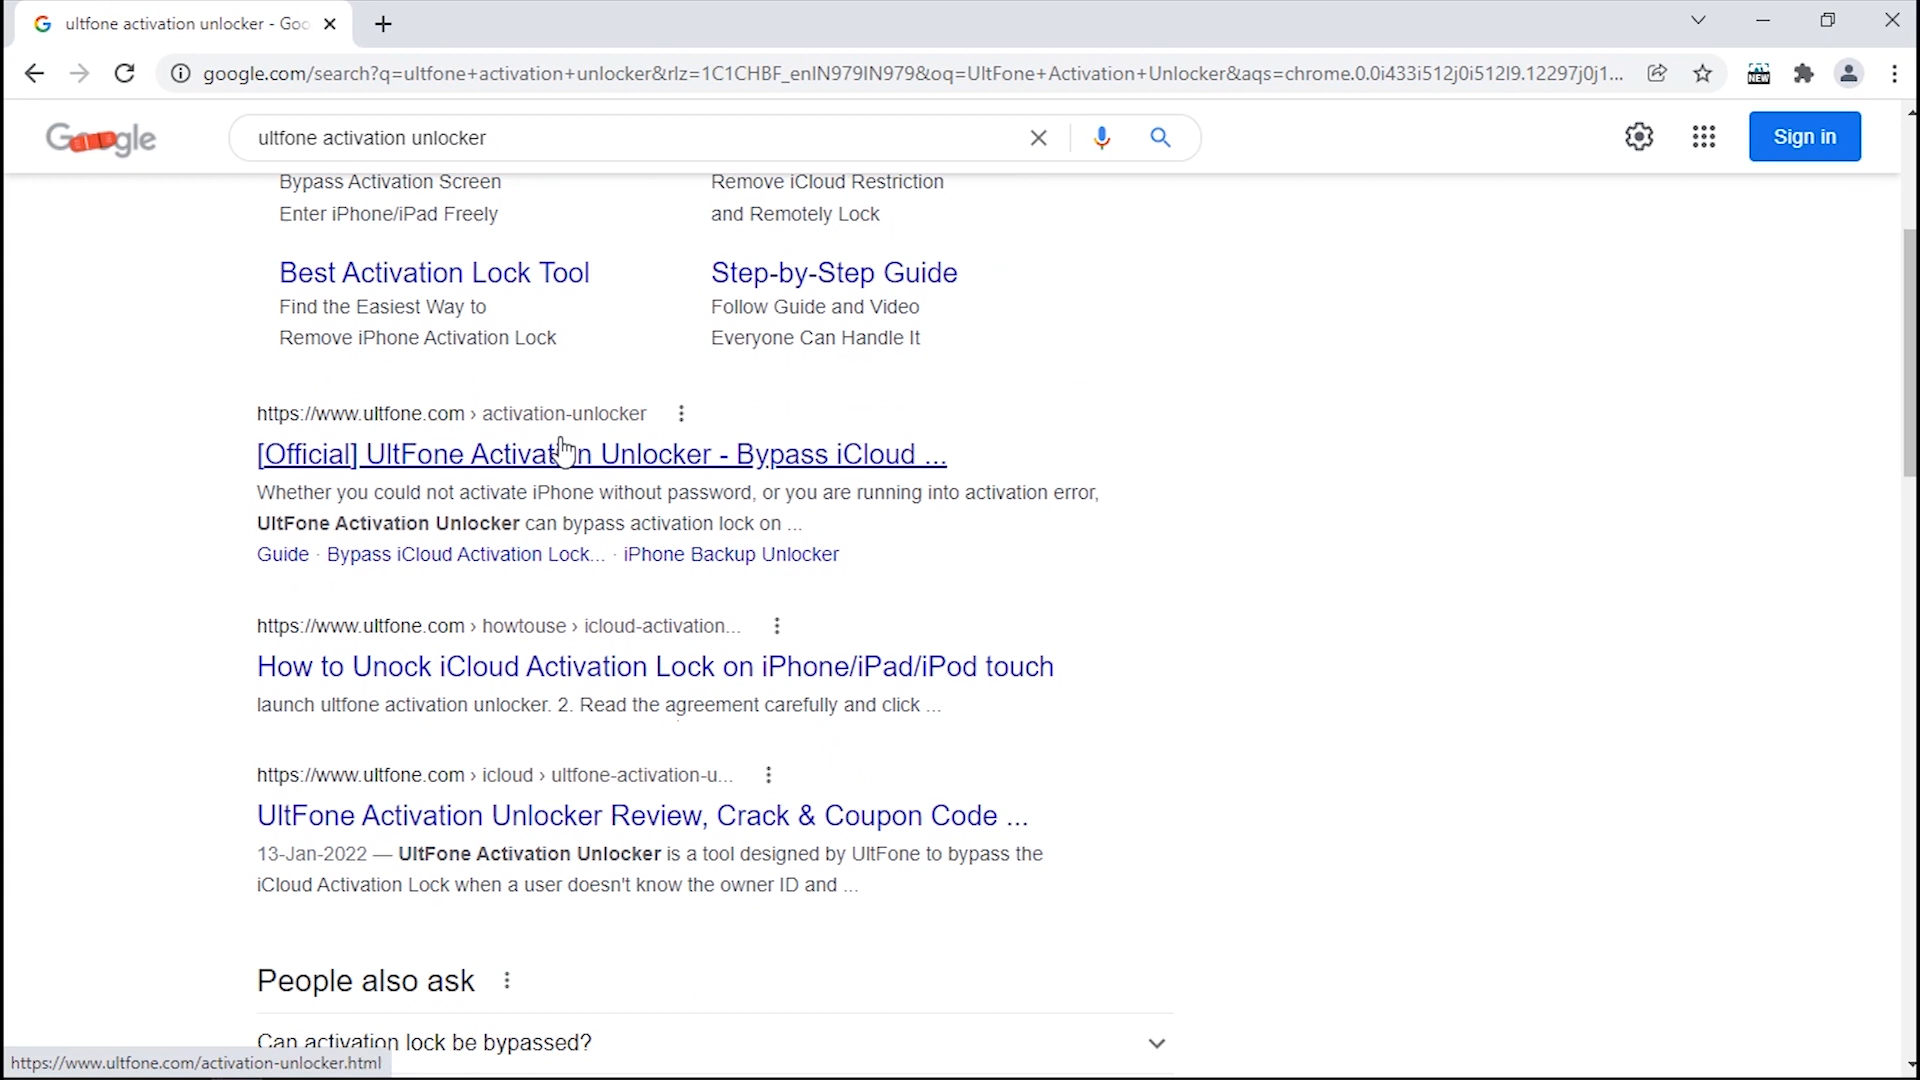 ultfone activation unlocker - Goo
google.com/search?q=ultfone+activation+unlocker&rlz=1C1CHBF_enIN979IN979&oq=UltFone+Activation+Unlocker&aqs=chrome.0.0i433i512j0i512l9.12297j0j1...
NEW
Google
ultfone activation unlocker
Sign in
Bypass Activation Screen
Enter iPhone/iPad Freely
Remove iCloud Restriction
and Remotely Lock
Best Activation Lock Tool
Find the Easiest Way to
Remove iPhone Activation Lock
Step-by-Step Guide
Follow Guide and Video
Everyone Can Handle It
https://www.ultfone.com › activation-unlocker
[Official] UltFone Activation Unlocker - Bypass iCloud ...
Whether you could not activate iPhone without password, or you are running into activation error,
UltFone Activation Unlocker can bypass activation lock on ...
Guide · Bypass iCloud Activation Lock... · iPhone Backup Unlocker
https://www.ultfone.com › howtouse › icloud-activation...
How to Unock iCloud Activation Lock on iPhone/iPad/iPod touch
launch ultfone activation unlocker. 2. Read the agreement carefully and click ...
https://www.ultfone.com › icloud › ultfone-activation-u...
UltFone Activation Unlocker Review, Crack & Coupon Code ...
13-Jan-2022 — UltFone Activation Unlocker is a tool designed by UltFone to bypass the
iCloud Activation Lock when a user doesn't know the owner ID and ...
People also ask
Can activation lock be bypassed?
https://www.ultfone.com/activation-unlocker.html